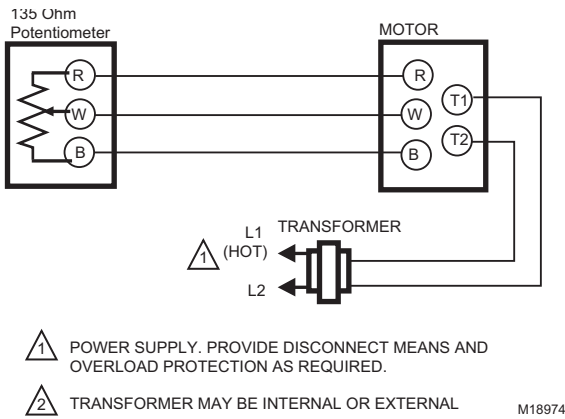 135 Ohm
Potentiometer
MOTOR
R
R
T1
W
W
T2
B
B
L1
TRANSFORMER
1
(HOT)
L2
1
POWER SUPPLY. PROVIDE DISCONNECT MEANS AND
OVERLOAD PROTECTION AS REQUIRED.
2
TRANSFORMER MAY BE INTERNAL OR EXTERNAL
M18974